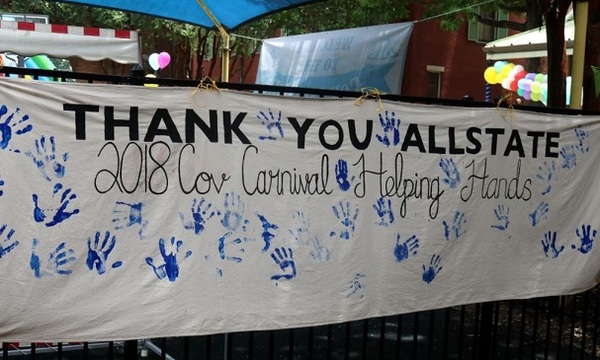 THANK YOU ALLSTATE
2018 Cov Carnival Helping Hands